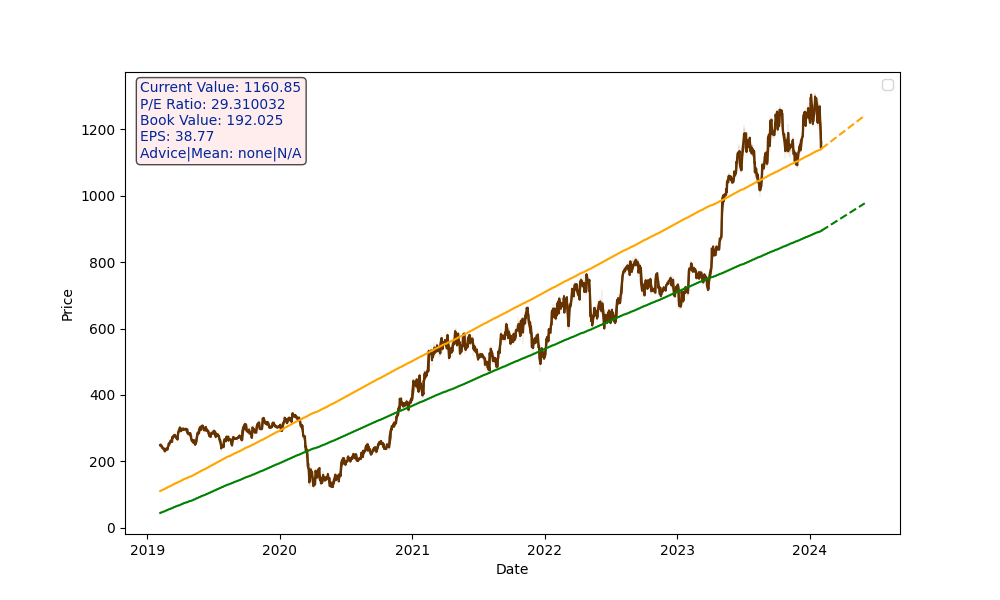 Current Value: 1160.85
P/E Ratio: 29.310032
Book Value: 192.025
EPS: 38.77
Advice|Mean: none|N/A
1200
1000
800
600
400
200
0
Price
2019 2020 2021 2022 2023 2024
Date